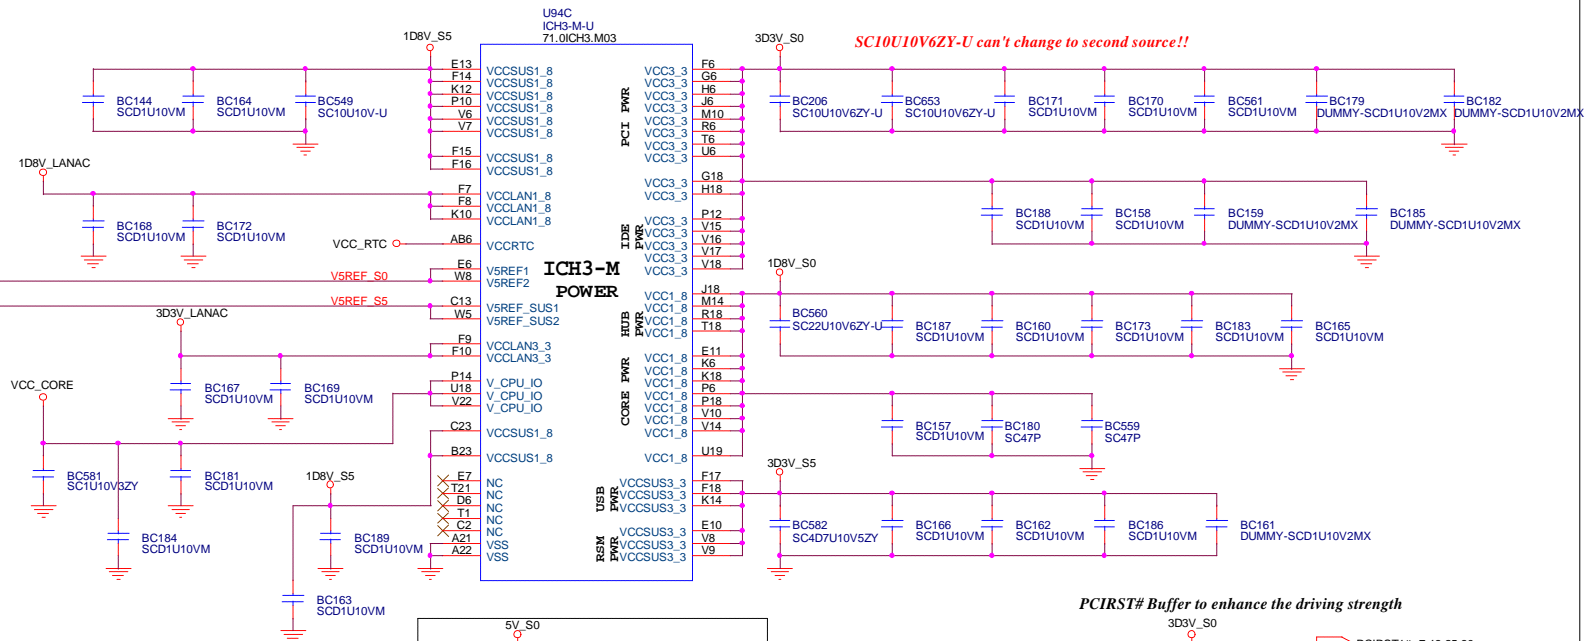 U94C
ICH3-M-U
71.0ICH3.M03
1D8V_S5
3D3V_S0
SC10U10V6ZY-U can't change to second source!!
BC144
SCD1U10VM
BC164
SCD1U10VM
BC549
SC10U10V-U
E13 VCCSUS1_8
F14 VCCSUS1_8
K12 VCCSUS1_8
P10 VCCSUS1_8
V6 VCCSUS1_8
V7 VCCSUS1_8
F15 VCCSUS1_8
F16 VCCSUS1_8
1D8V_LANAC
F7 VCCLAN1_8
F8 VCCLAN1_8
K10 VCCLAN1_8
BC168
SCD1U10VM
BC172
SCD1U10VM
VCC_RTC
AB6 VCCRTC
E6 V5REF1
W8 V5REF2
V5REF_S0
C13 V5REF_SUS1
W5 V5REF_SUS2
V5REF_S5
3D3V_LANAC
F9 VCCLAN3_3
F10 VCCLAN3_3
BC167
SCD1U10VM
BC169
SCD1U10VM
VCC_CORE
P14 V_CPU_IO
U18 V_CPU_IO
V22 V_CPU_IO
C23 VCCSUS1_8
B23 VCCSUS1_8
BC581
SC1U10V3ZY
BC181
SCD1U10VM
1D8V_S5
E7 NC
T21 NC
D6 NC
T1 NC
C2 NC
A21 VSS
A22 VSS
BC184
SCD1U10VM
BC189
SCD1U10VM
BC163
SCD1U10VM
ICH3-M
POWER
PCI PWR
IDE
PWR
HUB
PWR
CORE PWR
USB
PWR
RSM
PWR
VCC3_3 F6
VCC3_3 G6
VCC3_3 H6
VCC3_3 J6
VCC3_3 M10
VCC3_3 R6
VCC3_3 T6
VCC3_3 U6
VCC3_3 G18
VCC3_3 H18
VCC3_3 P12
VCC3_3 V15
VCC3_3 V16
VCC3_3 V17
VCC3_3 V18
VCC1_8 J18
VCC1_8 M14
VCC1_8 R18
VCC1_8 T18
VCC1_8 E11
VCC1_8 K6
VCC1_8 K18
VCC1_8 P6
VCC1_8 P18
VCC1_8 V10
VCC1_8 V14
VCC1_8 U19
VCCSUS3_3 F17
VCCSUS3_3 F18
VCCSUS3_3 K14
VCCSUS3_3 E10
VCCSUS3_3 V8
VCCSUS3_3 V9
BC206
SC10U10V6ZY-U
BC653
SC10U10V6ZY-U
BC171
SCD1U10VM
BC170
SCD1U10VM
BC561
SCD1U10VM
BC179
DUMMY-SCD1U10V2MX
BC182
DUMMY-SCD1U10V2MX
BC188
SCD1U10VM
BC158
SCD1U10VM
BC159
DUMMY-SCD1U10V2MX
BC185
DUMMY-SCD1U10V2MX
1D8V_S0
BC560
SC22U10V6ZY-U
BC187
SCD1U10VM
BC160
SCD1U10VM
BC173
SCD1U10VM
BC183
SCD1U10VM
BC165
SCD1U10VM
BC157
SCD1U10VM
BC180
SC47P
BC559
SC47P
3D3V_S5
BC582
SC4D7U10V5ZY
BC166
SCD1U10VM
BC162
SCD1U10VM
BC186
SCD1U10VM
BC161
DUMMY-SCD1U10V2MX
PCIRST# Buffer to enhance the driving strength
5V_S0
3D3V_S0